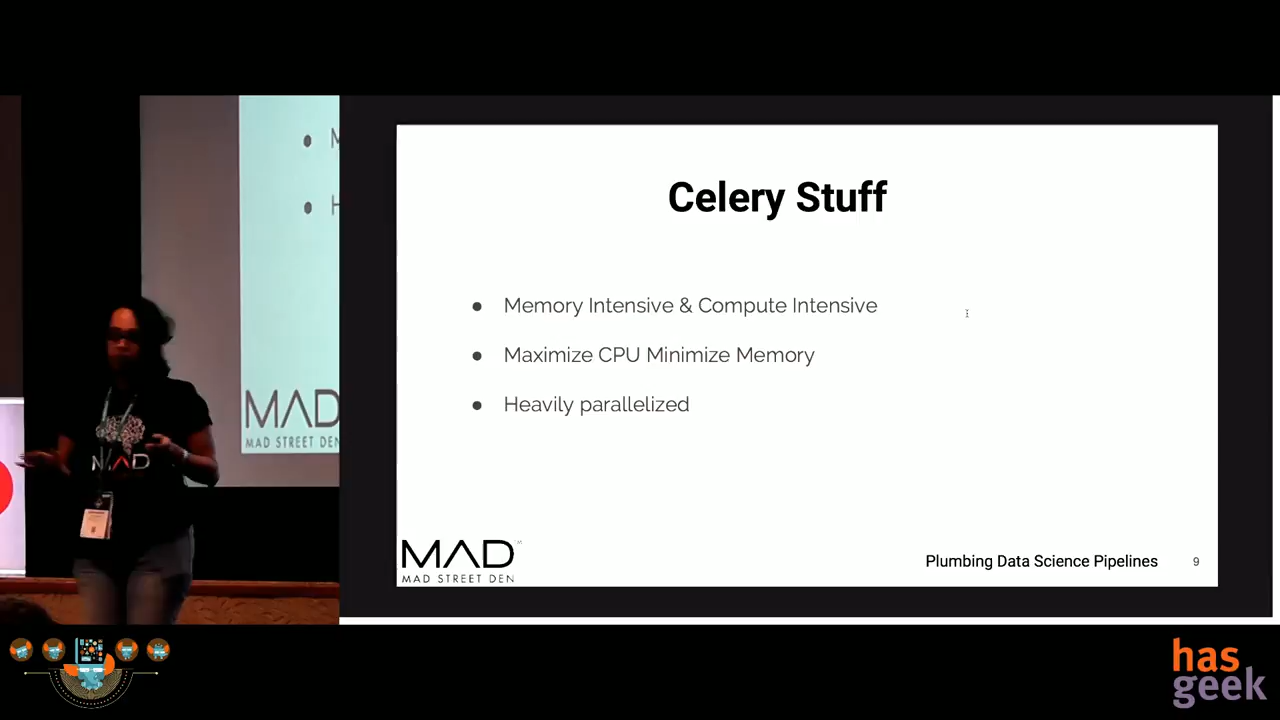 M
H
MAD
MAD STREET DEN
MAD
Celery Stuff
● Memory Intensive & Compute Intensive
● Maximize CPU Minimize Memory
● Heavily parallelized
MAD
MAD STREET DEN
Plumbing Data Science Pipelines 9
has
geek